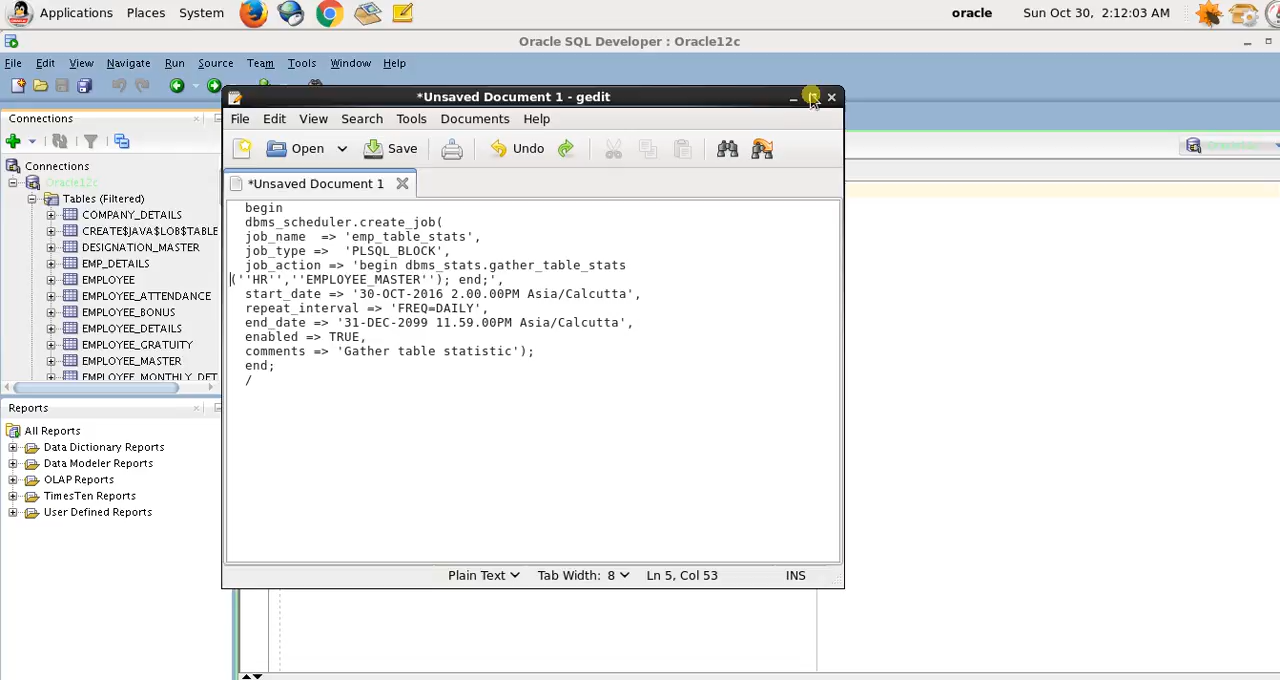 Applications Places System oracle Sun Oct 30, 2:12:03 AM
Oracle SQL Developer : Oracle12c
File Edit View Navigate Run Source Team Tools Window Help
*Unsaved Document 1 - gedit
Connections
File Edit View Search Tools Documents Help
Open Save Undo
Connections
Oracle12c
*Unsaved Document 1
Tables (Filtered)
COMPANY_DETAILS
CREATE$JAVA$LOB$TABLE
DESIGNATION_MASTER
EMP_DETAILS
EMPLOYEE
EMPLOYEE_ATTENDANCE
EMPLOYEE_BONUS
EMPLOYEE_DETAILS
EMPLOYEE_GRATUITY
EMPLOYEE_MASTER
EMPLOYEE_MONTHLY_DET
begin
dbms_scheduler.create_job(
job_name => 'emp_table_stats',
job_type => 'PLSQL_BLOCK',
job_action => 'begin dbms_stats.gather_table_stats
(''HR'',''EMPLOYEE_MASTER''); end;',
start_date => '30-OCT-2016 2.00.00PM Asia/Calcutta',
repeat_interval => 'FREQ=DAILY',
end_date => '31-DEC-2099 11.59.00PM Asia/Calcutta',
enabled => TRUE,
comments => 'Gather table statistic');
end;
/
Reports
All Reports
Data Dictionary Reports
Data Modeler Reports
OLAP Reports
TimesTen Reports
User Defined Reports
Plain Text Tab Width: 8 Ln 5, Col 53 INS